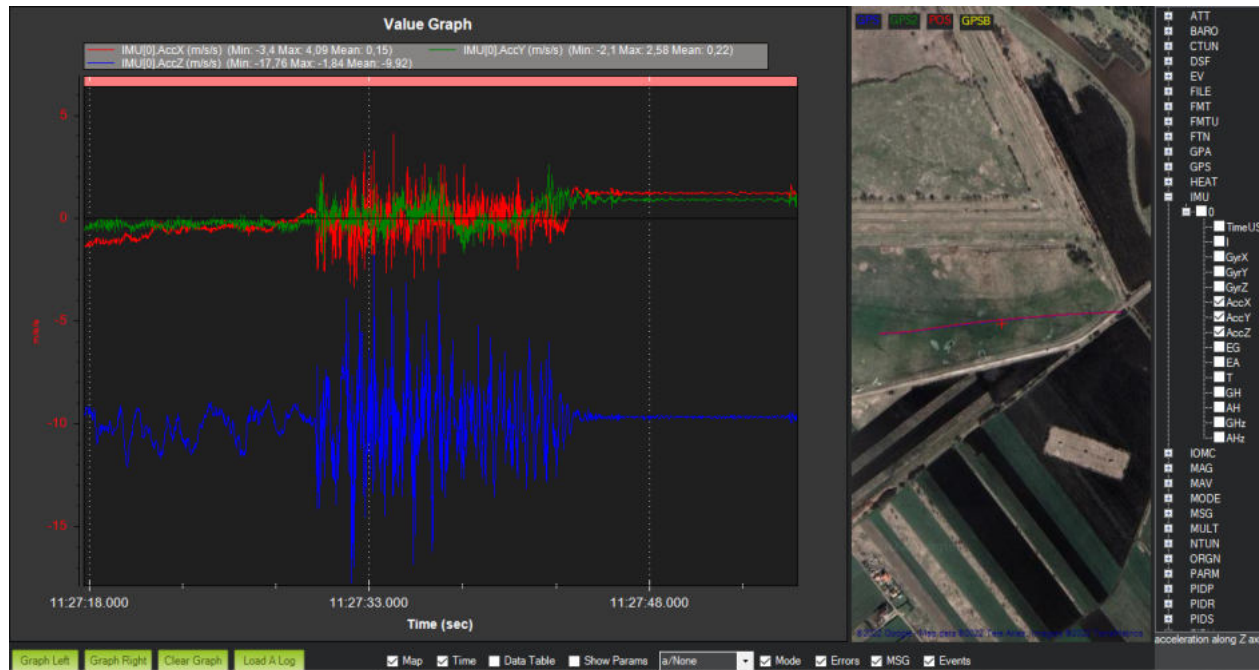 Value Graph
IMU[0].AccX (m/s/s) (Min: -3,4 Max: 4,09 Mean: 0,15)
IMU[0].AccY (m/s/s) (Min: -2,1 Max: 2,58 Mean: 0,22)
IMU[0].AccZ (m/s/s) (Min: -17,76 Max: -1,84 Mean: -9,92)
5
0
-5
-10
-15
m/s/s
11:27:18.000
11:27:33.000
11:27:48.000
Time (sec)
GPS GPS2 POS GPSB
ATT
BARO
CTUN
DSF
EV
FILE
FMT
FMTU
FTN
GPA
GPS
HEAT
IMU
0
TimeUS
I
GyrX
GyrY
GyrZ
AccX
AccY
AccZ
EG
EA
T
GH
AH
GHz
AHz
IOMC
MAG
MAV
MODE
MSG
MULT
NTUN
ORGN
PARM
PIDP
PIDR
PIDS
acceleration along Z ax
Graph Left
Graph Right
Clear Graph
Load A Log
Map
Time
Data Table
Show Params
a/None
Mode
Errors
MSG
Events